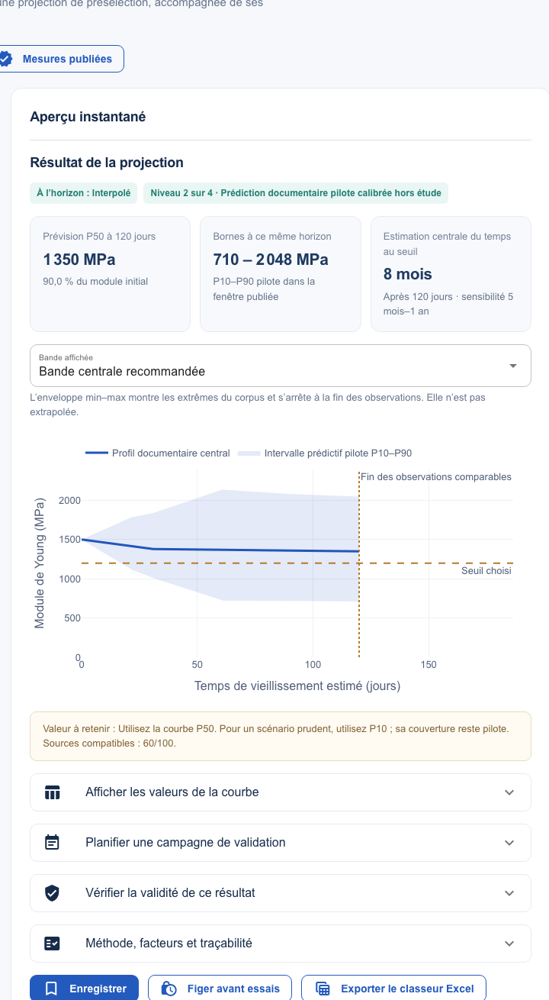 une projection de présélection, accompagnée de ses
Mesures publiées
Aperçu instantané
Résultat de la projection
À l'horizon : Interpolé
Niveau 2 sur 4 · Prédiction documentaire pilote calibrée hors étude
Prévision P50 à 120 jours
1 350 MPa
90,0 % du module initial
Bornes à ce même horizon
710 – 2 048 MPa
P10–P90 pilote dans la
fenêtre publiée
Estimation centrale du temps
au seuil
8 mois
Après 120 jours · sensibilité 5
mois–1 an
Bande affichée
Bande centrale recommandée
L'enveloppe min–max montre les extrêmes du corpus et s'arrête à la fin des observations. Elle n'est pas
extrapolée.
Profil documentaire central
Intervalle prédictif pilote P10–P90
Fin des observations comparables
Module de Young (MPa)
2000
1500
1000
500
0
Seuil choisi
0
50
100
150
Temps de vieillissement estimé (jours)
Valeur à retenir : Utilisez la courbe P50. Pour un scénario prudent, utilisez P10 ; sa couverture reste pilote.
Sources compatibles : 60/100.
Afficher les valeurs de la courbe
Planifier une campagne de validation
Vérifier la validité de ce résultat
Méthode, facteurs et traçabilité
Enregistrer
Figer avant essais
Exporter le classeur Excel